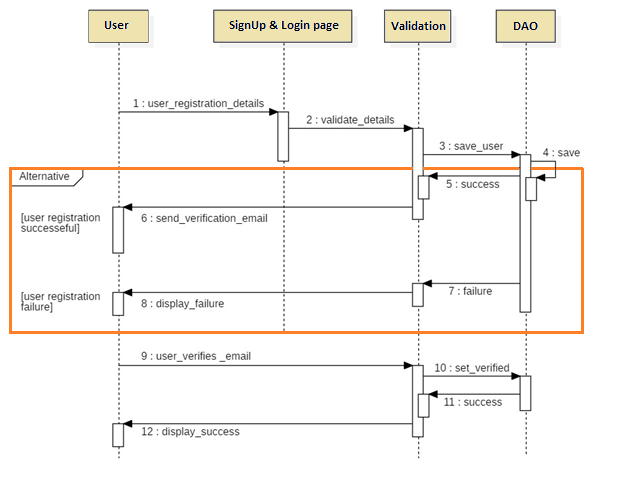 User
SignUp & Login page
Validation
DAO
1 : user_registration_details
2 : validate_details
3 : save_user
4 : save
Alternative
5 : success
[user registration
successeful]
6 : send_verification_email
[user registration
failure]
7 : failure
8 : display_failure
9 : user_verifies _email
10 : set_verified
11 : success
12 : display_success